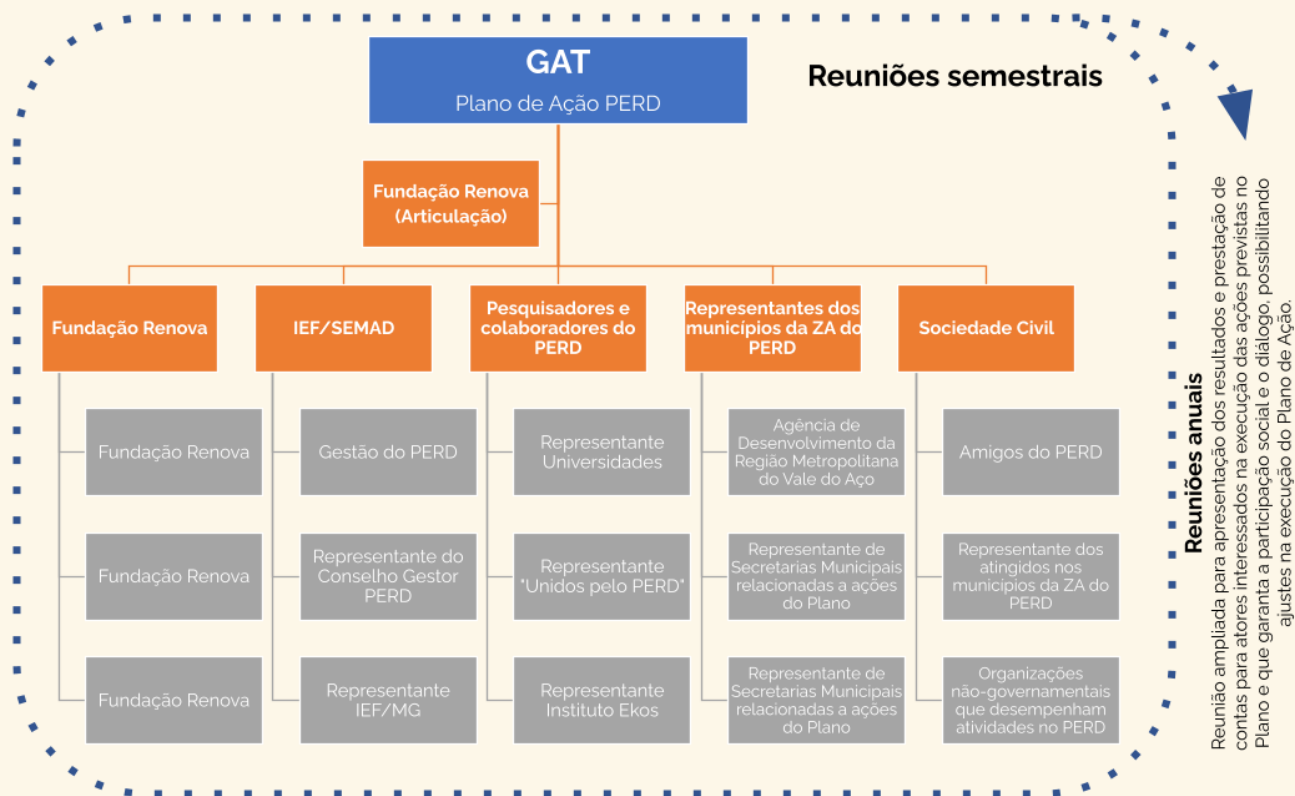 GAT
Plano de Ação PERD
Reuniões semestrais
Fundação Renova
(Articulação)
Fundação Renova
IEF/SEMAD
Pesquisadores e
colaboradores do
PERD
Representantes dos
municípios da ZA do
PERD
Sociedade Civil
Fundação Renova
Gestão do PERD
Representante
Universidades
Agência de
Desenvolvimento da
Região Metropolitana
do Vale do Aço
Amigos do PERD
Fundação Renova
Representante do
Conselho Gestor
PERD
Representante
"Unidos pelo PERD"
Representante de
Secretarias Municipais
relacionadas a ações
do Plano
Representante dos
atingidos nos
municípios da ZA do
PERD
Fundação Renova
Representante
IEF/MG
Representante
Instituto Ekos
Representante de
Secretarias Municipais
relacionadas a ações
do Plano
Organizações
não-governamentais
que desempenham
atividades no PERD
Reuniões anuais
Reunião ampliada para apresentação dos resultados e prestação de
contas para atores interessados na execução das ações previstas no
Plano e que garanta a participação social e o diálogo, possibilitando
ajustes na execução do Plano de Ação.